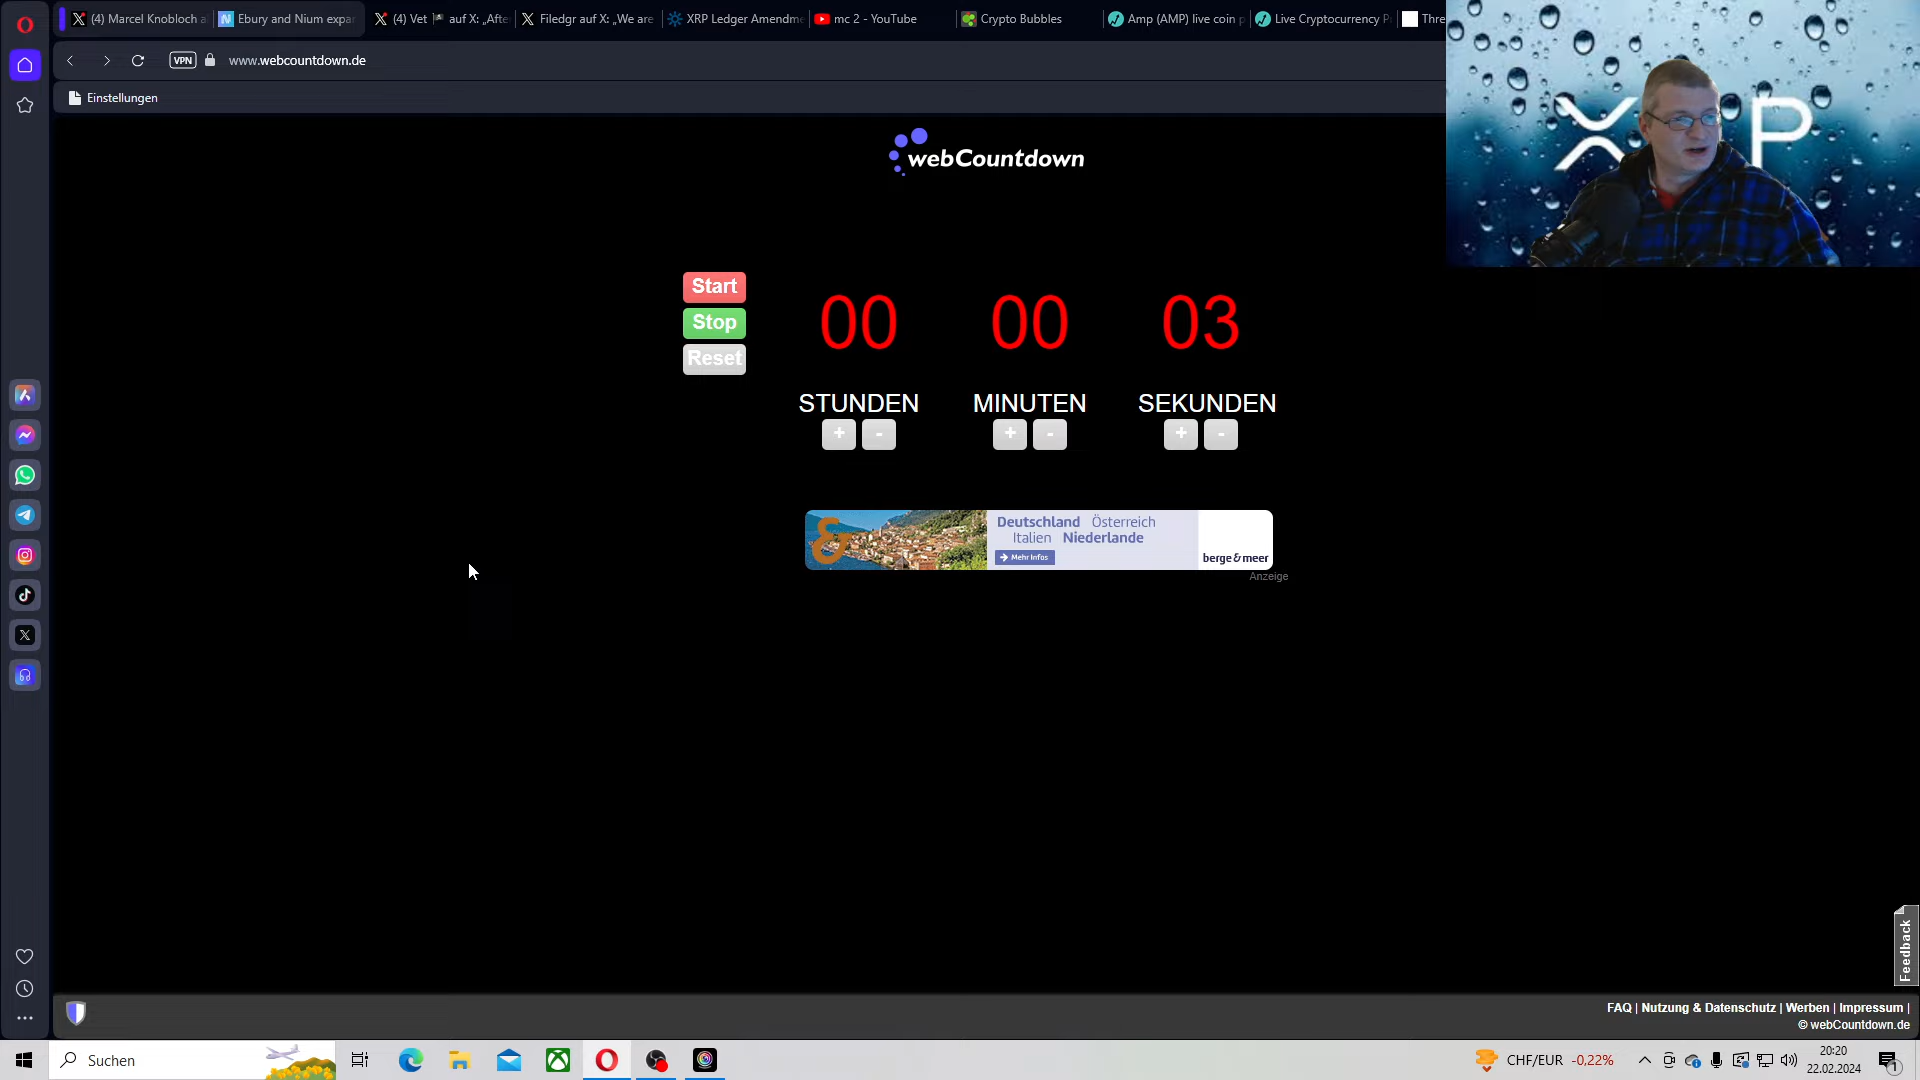 (4) Marcel Knobloch a
Ebury and Nium expa
(4) Vet auf X: „Afte
Filedgr auf X: „We are
XRP Ledger Amendme
mc 2 - YouTube
Crypto Bubbles
Amp (AMP) live coin p
Live Cryptocurrency P
Thre
VPN
www.webcountdown.de
Einstellungen
XRP
webCountdown
Start
Stop
Reset
00 00 03
STUNDEN MINUTEN SEKUNDEN
+ - + - + -
Deutschland Österreich
Italien Niederlande
Mehr Infos
berge & meer
Anzeige
Feedback
FAQ | Nutzung & Datenschutz | Werben | Impressum |
© webCountdown.de
Suchen
CHF/EUR -0,22%
20:20
22.02.2024
1